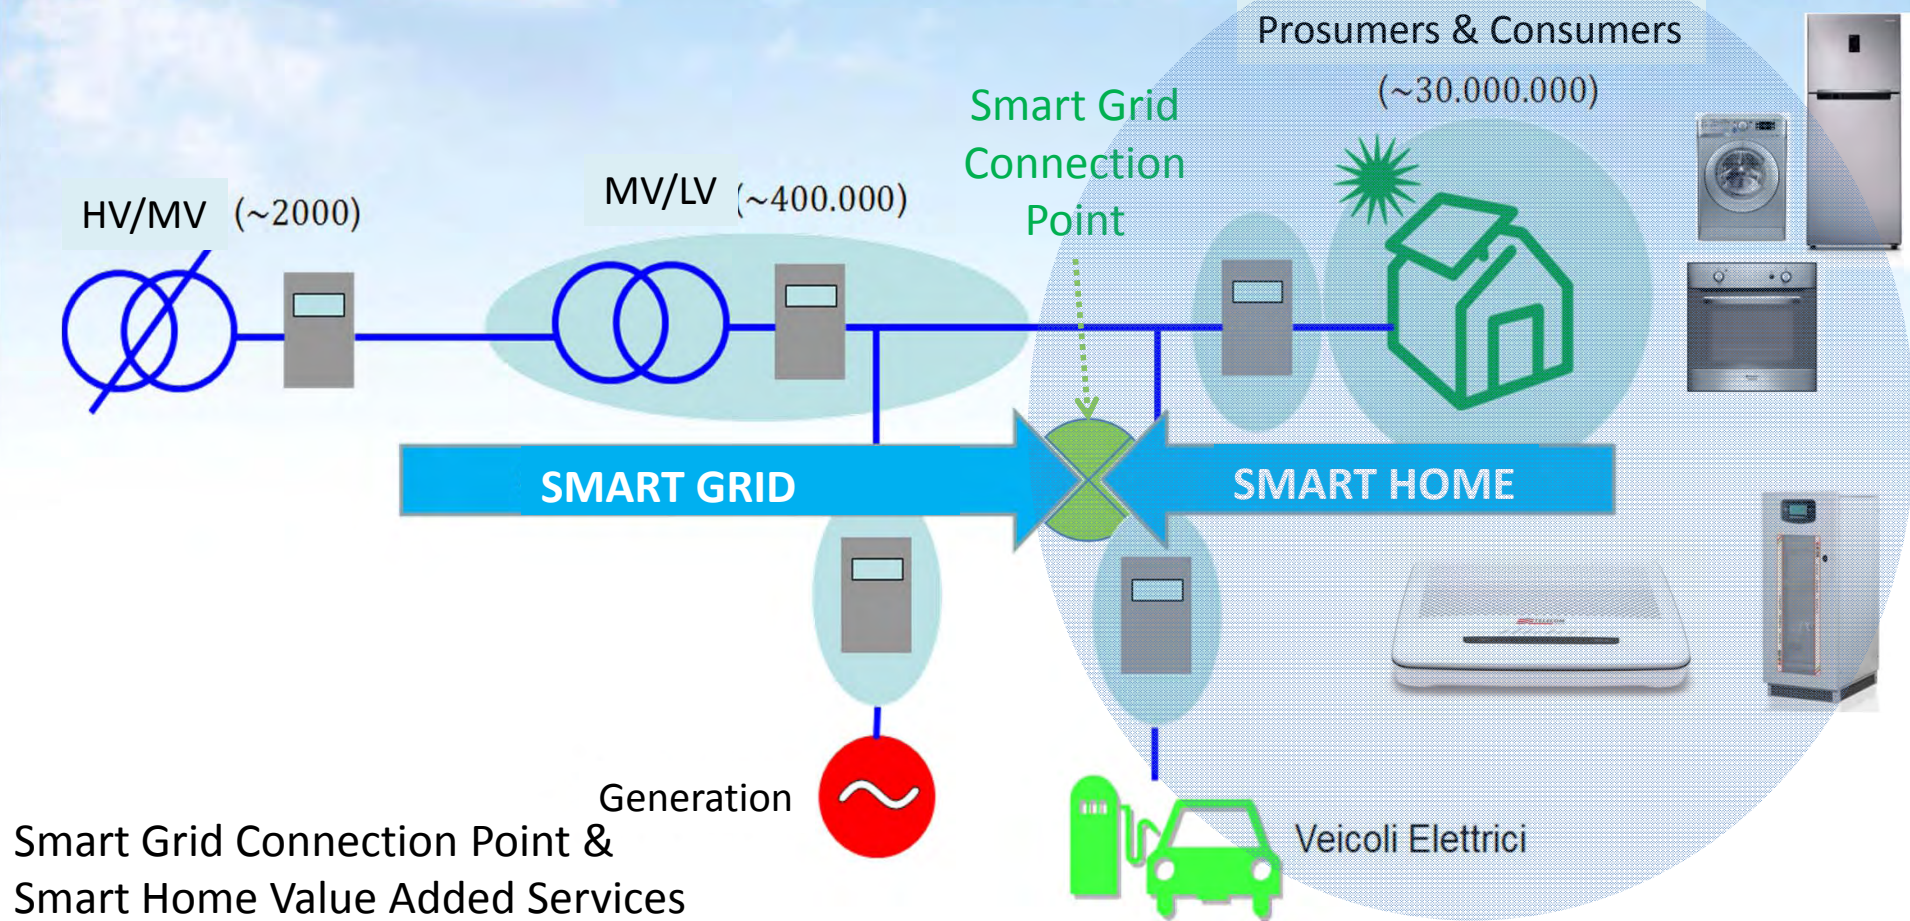 Prosumers & Consumers
(~30.000.000)
Smart Grid
Connection
Point
MV/LV (~400.000)
HV/MV (~2000)
SMART GRID
SMART HOME
TELECOM
Generation
Veicoli Elettrici
Smart Grid Connection Point &
Smart Home Value Added Services